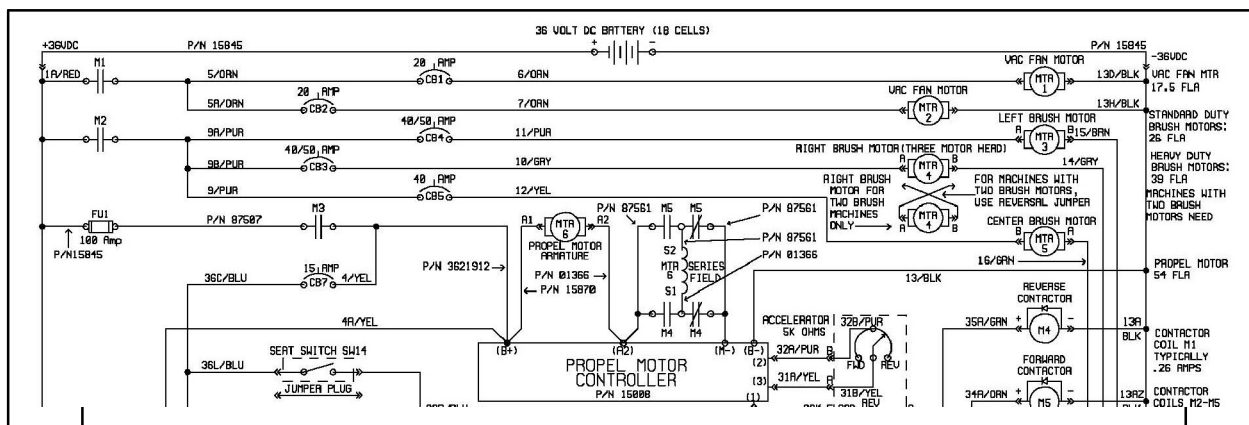 36 VOLT DC BATTERY (18 CELLS)
+36VDC
P/N 15845
+ -
P/N 15845
-36VDC
1A/RED
M1
5/ORN
20 AMP
CB1
6/ORN
VAC FAN MOTOR
MTR 1
13D/BLK
VAC FAN MTR
17.5 FLA
5A/ORN
20 AMP
CB2
7/ORN
VAC FAN MOTOR
MTR 2
13H/BLK
M2
9A/PUR
40/50 AMP
CB4
11/PUR
LEFT BRUSH MOTOR
A MTR 3 B
15/BRN
STANDARD DUTY
BRUSH MOTORS:
26 FLA
9B/PUR
40/50 AMP
CB3
10/GRY
RIGHT BRUSH MOTOR(THREE MOTOR HEAD)
A MTR 4 B
14/GRY
HEAVY DUTY
BRUSH MOTORS:
39 FLA
9/PUR
40 AMP
CB5
12/YEL
RIGHT BRUSH
MOTOR FOR
TWO BRUSH
MACHINES
ONLY
A MTR 4 B
FOR MACHINES WITH
TWO BRUSH MOTORS,
USE REVERSAL JUMPER
MACHINES WITH
TWO BRUSH
MOTORS NEED
CENTER BRUSH MOTOR
B MTR 5 A
16/GRN
FU1
100 Amp
P/N15845
P/N 87507
M3
A1 MTR 6 A2
PROPEL MOTOR
ARMATURE
P/N 87561
M5 M5
P/N 87561
P/N 87561
S2
MTR 6
SERIES
FIELD
S1
P/N 01366
M4 M4
P/N 3621912
P/N 01366
P/N 15870
13/BLK
PROPEL MOTOR
54 FLA
36C/BLU
15 AMP
CB7
4/YEL
4A/YEL
(B+) (A2) (M-) (B-)
PROPEL MOTOR
CONTROLLER
P/N 15008
(2)
(3)
(1)
ACCELERATOR
5K OHMS
32B/PUR
32A/PUR B
FWD REV
31A/YEL A
31B/YEL
REV
REVERSE
CONTACTOR
35A/GRN + M4 -
13A
BLK
CONTACTOR
COIL M1
TYPICALLY
.26 AMPS
36L/BLU
SEAT SWITCH SW14
JUMPER PLUG
FORWARD
CONTACTOR
34A/ORN + M5 -
13AZ
CONTACTOR
COILS M2-M5